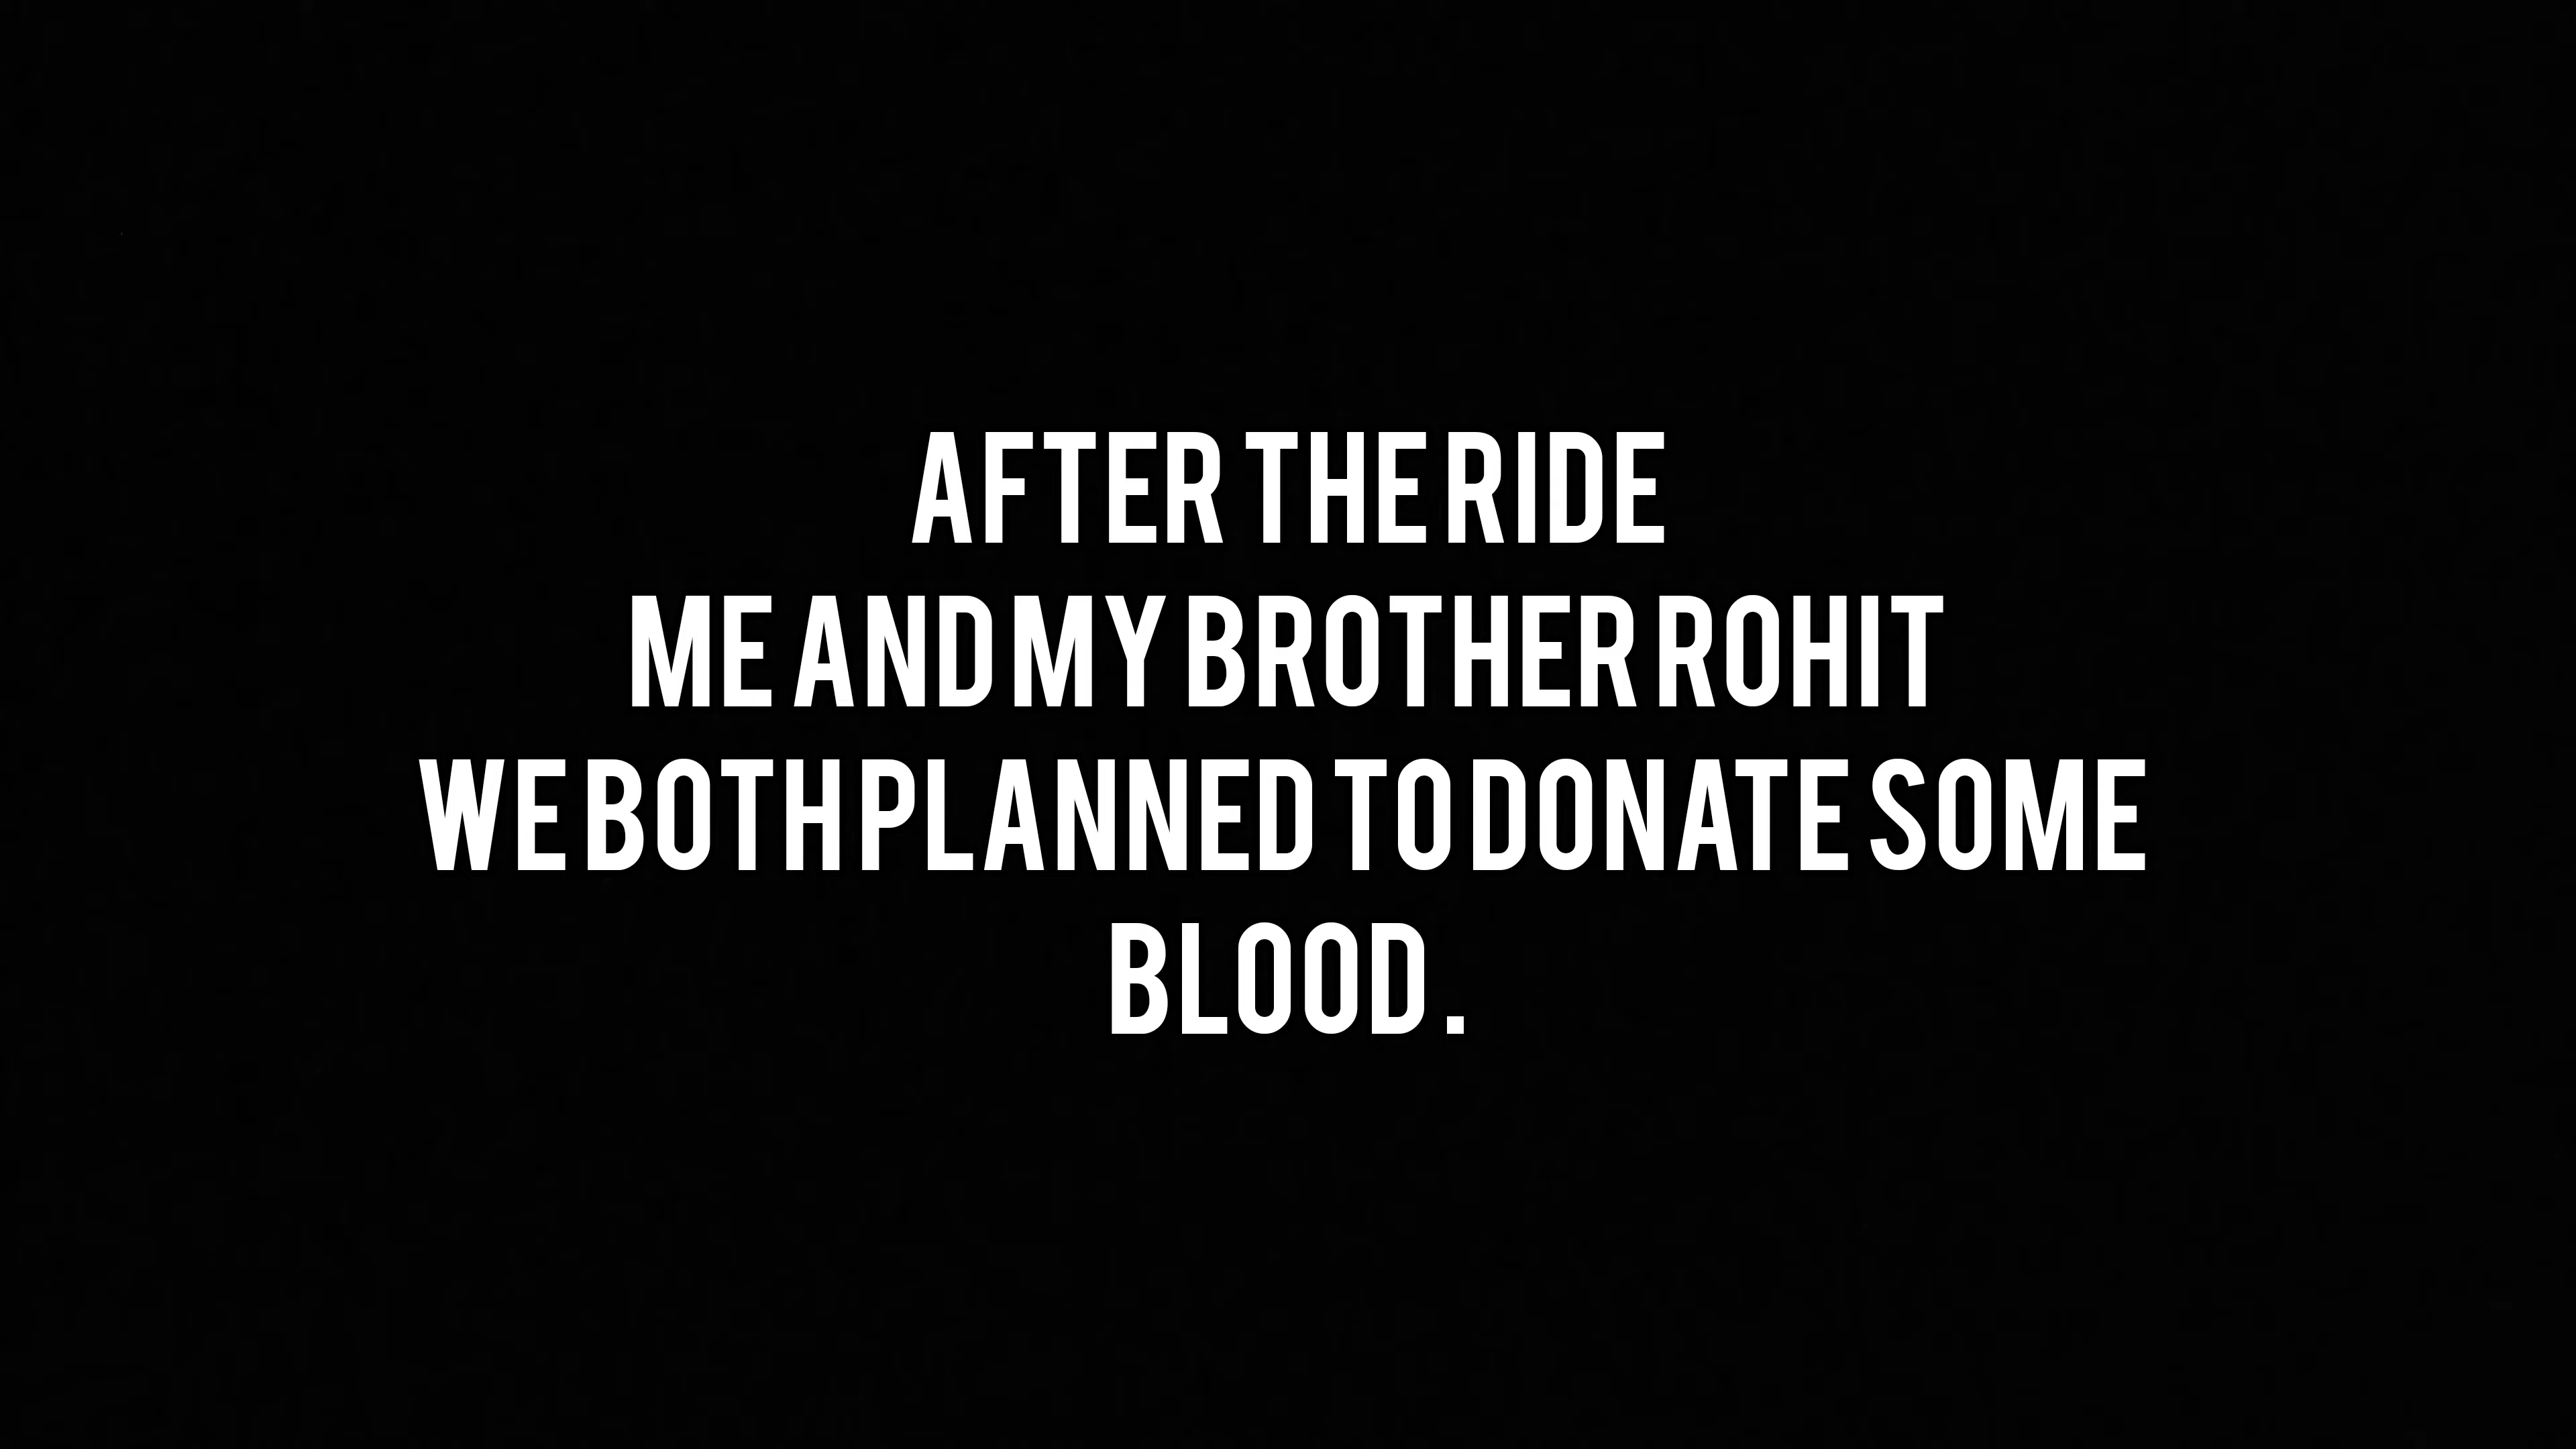 AFTER THE RIDE
ME AND MY BROTHER ROHIT
WE BOTH PLANNED TO DONATE SOME
BLOOD .